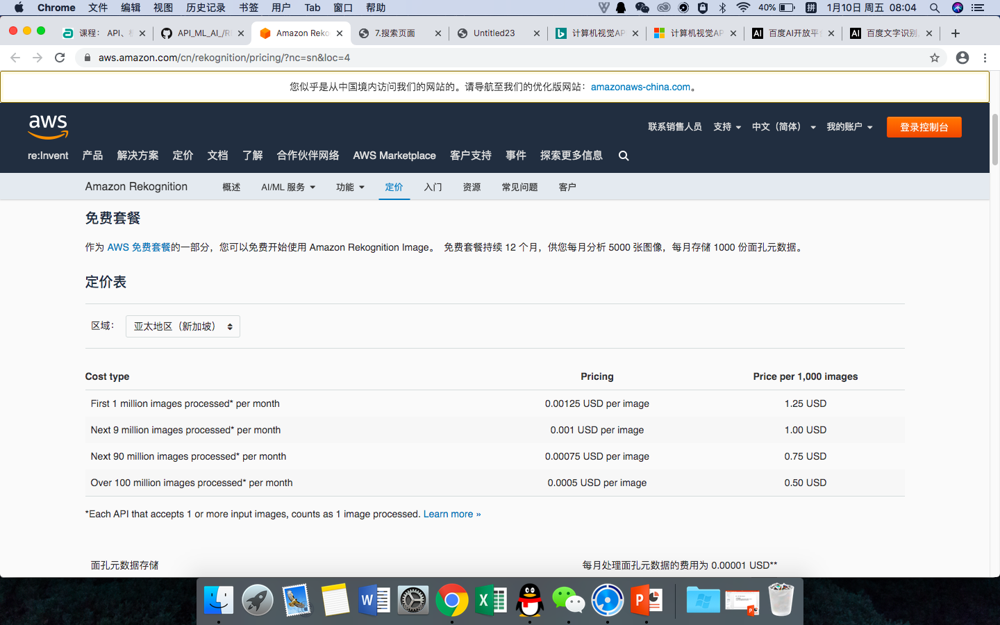 Chrome 文件 编辑 视图 历史记录 书签 用户 Tab 窗口 帮助 40% 拼 1月10日 周五 08:04
课程： API、 API_ML_AI_/R Amazon Reko 7.搜索页面 Untitled23 计算机视觉AP 计算机视觉AP 百度AI开放平 百度文字识别
aws.amazon.com/cn/rekognition/pricing/?nc=sn&loc=4
您似乎是从中国境内访问我们的网站的。请导航至我们的优化版网站：amazonaws-china.com。
aws
联系销售人员 支持 中文（简体） 我的账户 登录控制台
re:Invent 产品 解决方案 定价 文档 了解 合作伙伴网络 AWS Marketplace 客户支持 事件 探索更多信息
Amazon Rekognition 概述 AI/ML 服务 功能 定价 入门 资源 常见问题 客户
免费套餐
作为 AWS 免费套餐的一部分，您可以免费开始使用 Amazon Rekognition Image。 免费套餐持续 12 个月，供您每月分析 5000 张图像，每月存储 1000 份面孔元数据。
定价表
区域： 亚太地区（新加坡）
Cost type Pricing Price per 1,000 images
First 1 million images processed* per month 0.00125 USD per image 1.25 USD
Next 9 million images processed* per month 0.001 USD per image 1.00 USD
Next 90 million images processed* per month 0.00075 USD per image 0.75 USD
Over 100 million images processed* per month 0.0005 USD per image 0.50 USD
*Each API that accepts 1 or more input images, counts as 1 image processed. Learn more »
面孔元数据存储 每月处理面孔元数据的费用为 0.00001 USD**